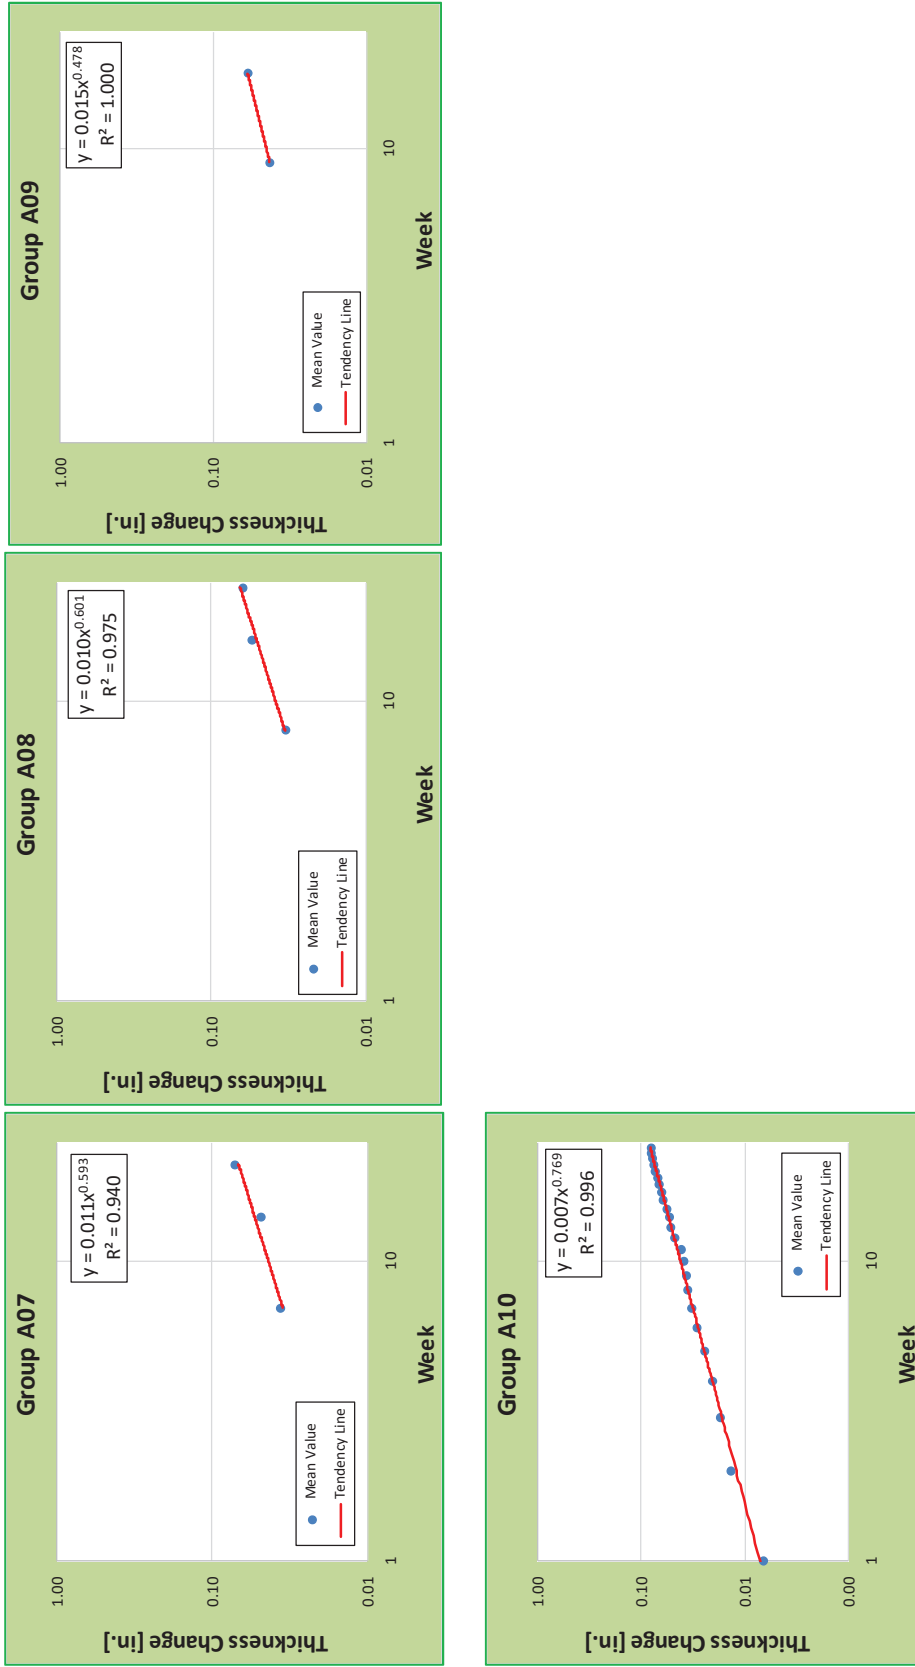 Group A07
y = 0.011x^0.593
R² = 0.940
1.00
0.10
0.01
Thickness Change [in.]
Mean Value
Tendency Line
1
10
Week
Group A08
y = 0.010x^0.601
R² = 0.975
1.00
0.10
0.01
Thickness Change [in.]
Mean Value
Tendency Line
1
10
Week
Group A09
y = 0.015x^0.478
R² = 1.000
1.00
0.10
0.01
Thickness Change [in.]
Mean Value
Tendency Line
1
10
Week
Group A10
y = 0.007x^0.769
R² = 0.996
1.00
0.10
0.01
0.00
Thickness Change [in.]
Mean Value
Tendency Line
1
10
Week